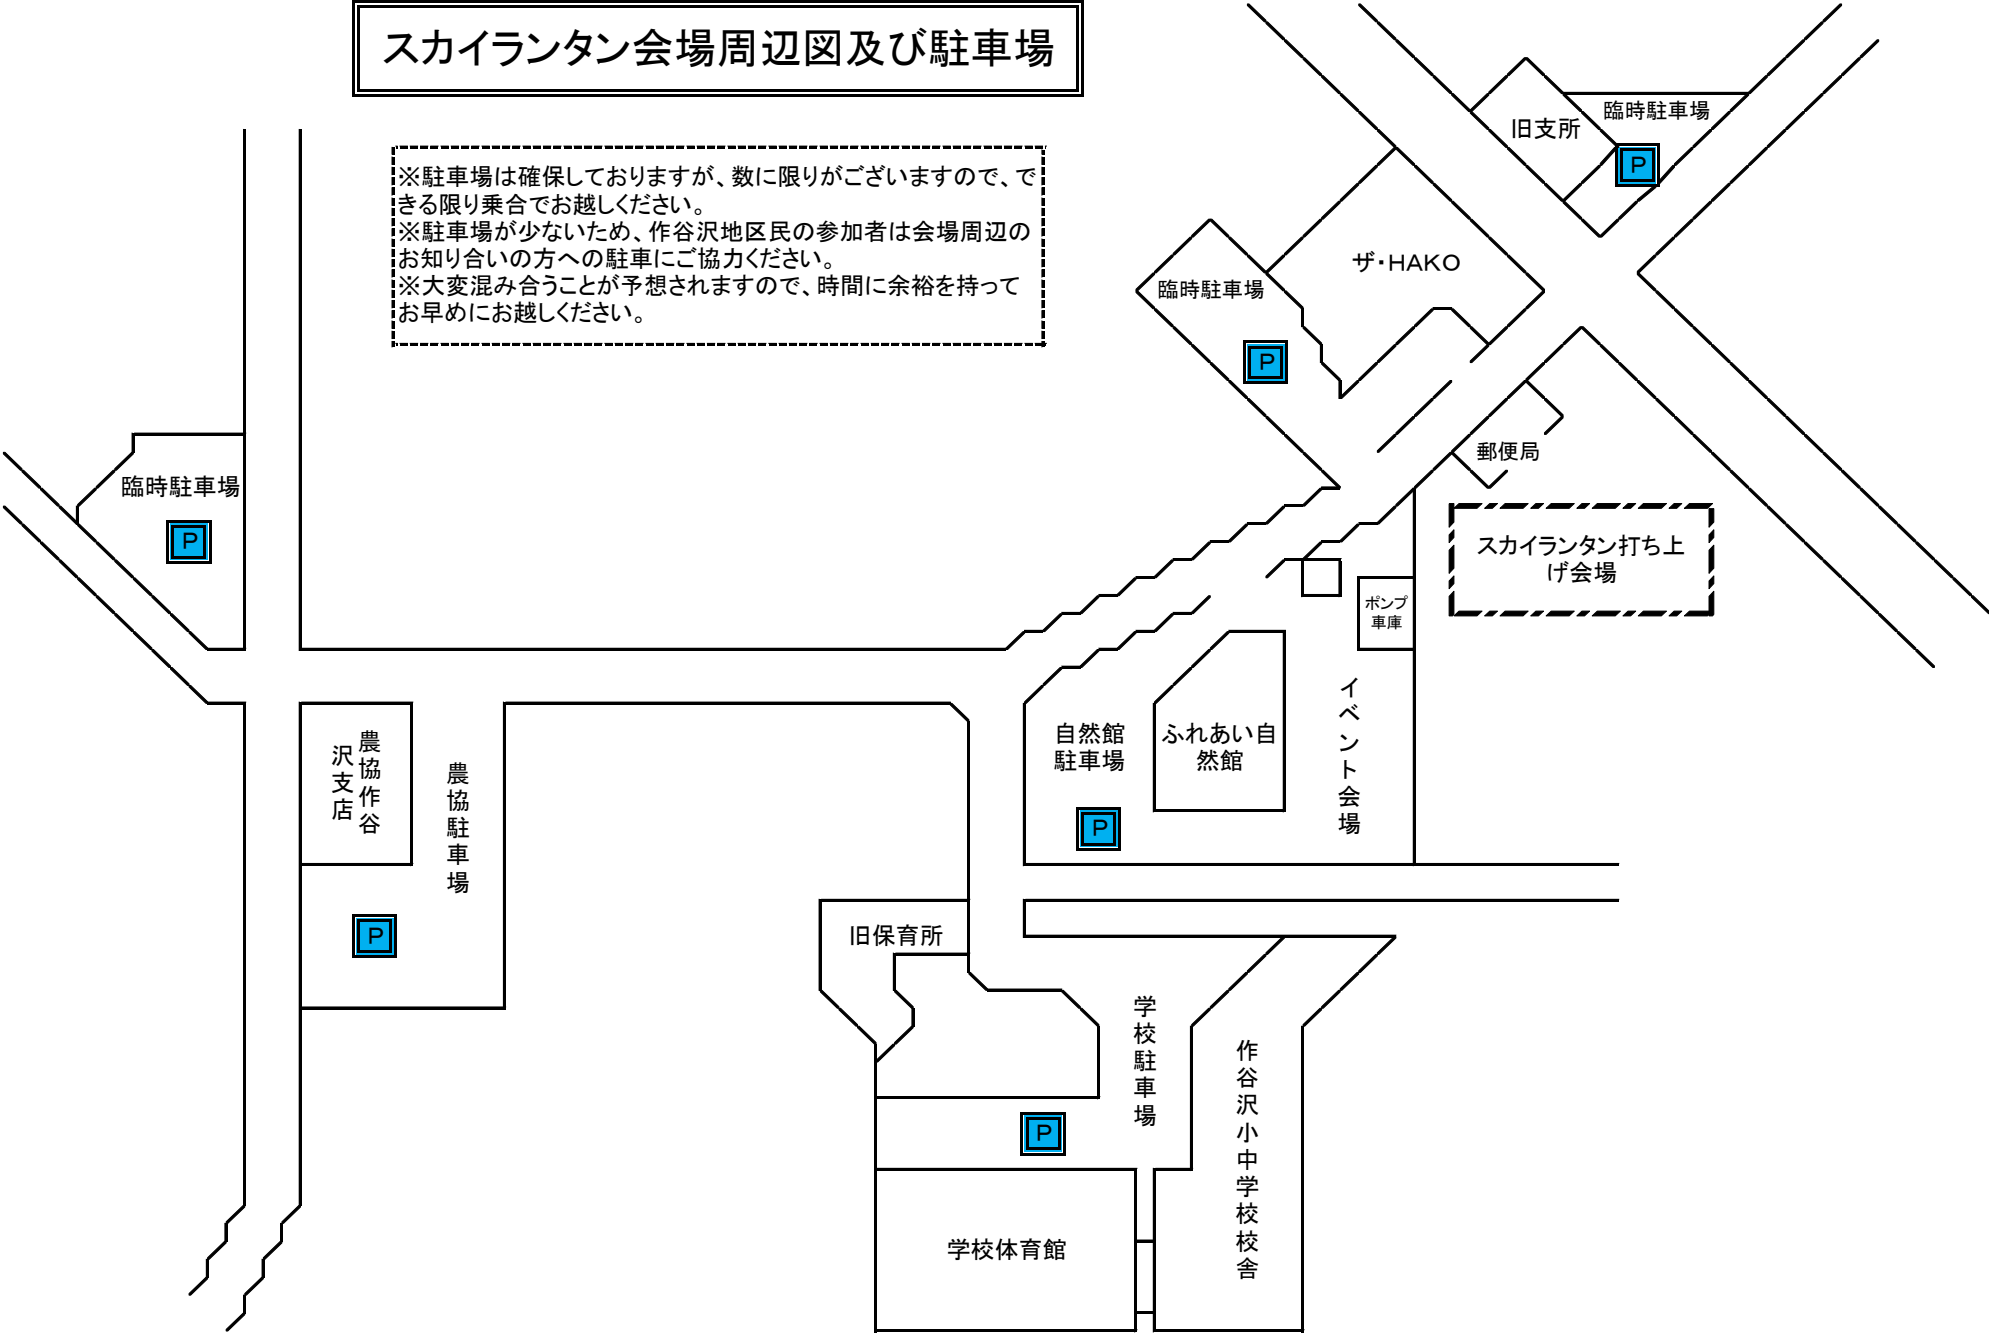 スカイランタン会場周辺図及び駐車場
※駐車場は確保しておりますが、数に限りがございますので、で
きる限り乗合でお越しください。
※駐車場が少ないため、作谷沢地区民の参加者は会場周辺の
お知り合いの方への駐車にご協力ください。
※大変混み合うことが予想されますので、時間に余裕を持って
お早めにお越しください。
臨時駐車場
旧支所
P
ザ・HAKO
臨時駐車場
P
郵便局
臨時駐車場
P
スカイランタン打ち上
げ会場
ポンプ
車庫
イベント会場
自然館
駐車場
P
ふれあい自
然館
農協作谷
沢支店
農協駐車場
P
旧保育所
学校駐車場
P
作谷沢小中学校校舎
学校体育館